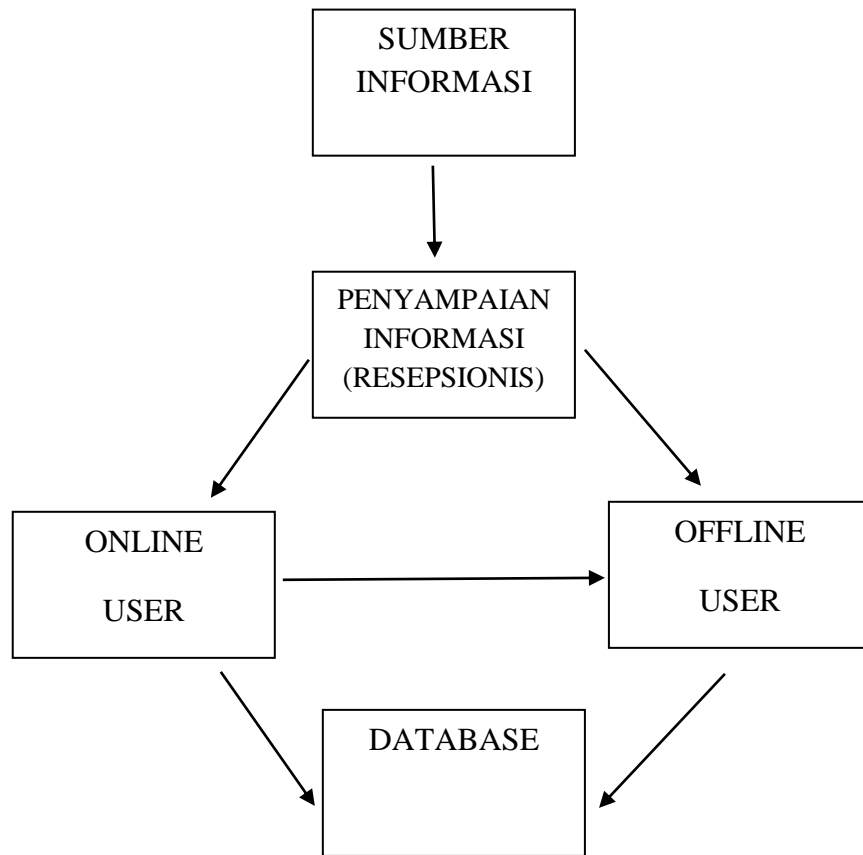 SUMBER
INFORMASI
PENYAMPAIAN
INFORMASI
(RESEPSIONIS)
ONLINE
USER
OFFLINE
USER
DATABASE